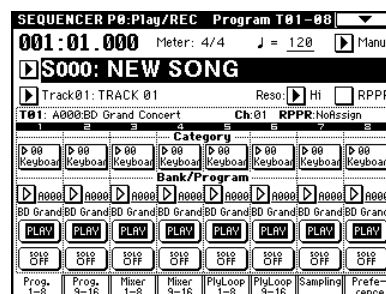 SEQUENCER P0:Play/REC Program T01-08
001:01.000 Meter: 4/4 ♩ = 120 Manu
S000: NEW SONG
Track01: TRACK 01 Reso: Hi RPPR
T01: A000:BD Grand Concert Ch:01 RPPR:NoAssign
1 2 3 4 5 6 7 8
Category
00 00 00 00 00 00 00 00
Keyboar Keyboar Keyboar Keyboar Keyboar Keyboar Keyboar Keyboar
Bank/Program
A000 A000 A000 A000 A000 A000 A000 A000
BD Grand BD Grand BD Grand BD Grand BD Grand BD Grand BD Grand BD Grand
PLAY PLAY PLAY PLAY PLAY PLAY PLAY PLAY
SOLO SOLO SOLO SOLO SOLO SOLO SOLO SOLO
OFF OFF OFF OFF OFF OFF OFF OFF
Prog. Prog. Mixer Mixer PlyLoop PlyLoop Sampling Prefe-
1-8 9-16 1-8 9-16 1-8 9-16 rence